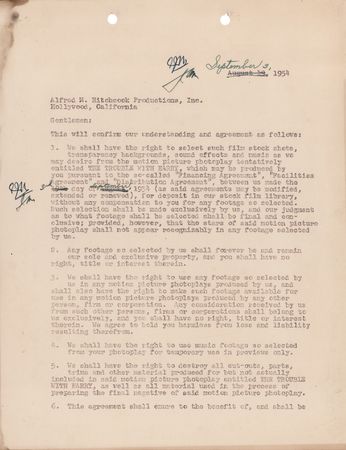 September 3,
August 30, 1954
Alfred H. Hitchcock Productions, Inc.
Hollywood, California
Gentlemen:
This will confirm our understanding and agreement as follows:
1. We shall have the right to select such film stock shots,
transparency backgrounds, sound effects and music as we
may desire from the motion picture photoplay tentatively
entitled THE TROUBLE WITH HARRY, which may be produced by
you pursuant to the so-called "Financing Agreement", "Facilities
Agreement" and "Distribution Agreement", between us made the
3 day of September, 1954 (as said agreements may be modified,
extended or renewed), for deposit in our stock film library,
without any compensation to you for any footage so selected.
Such selection shall be made exclusively by us, and our judgment
as to what footage shall be selected shall be final and con-
clusive; provided, however, that the stars of said motion picture
photoplay shall not appear recognizably in any footage selected
by us.
2. Any footage so selected by us shall forever be and remain
our sole and exclusive property, and you shall have no
right, title or interest therein.
3. We shall have the right to use any footage so selected by
us in any motion picture photoplays produced by us, and
shall also have the right to make such footage available for
use in any motion picture photoplays produced by any other
person, firm or corporation. Any consideration received by us
from such other persons, firms or corporations shall belong to
us exclusively, and you shall have no right, title or interest
therein. We agree to hold you harmless from loss and liability
resulting therefrom.
4. We shall have the right to use music footage so selected
from your photoplay for temporary use in previews only.
5. We shall have the right to destroy all cut-outs, parts,
trims and other material produced for but not actually
included in said motion picture photoplay entitled THE TROUBLE
WITH HARRY, as well as all material used in the process of
preparing the final negative of said motion picture photoplay.
6. This agreement shall enure to the benefit of, and shall be